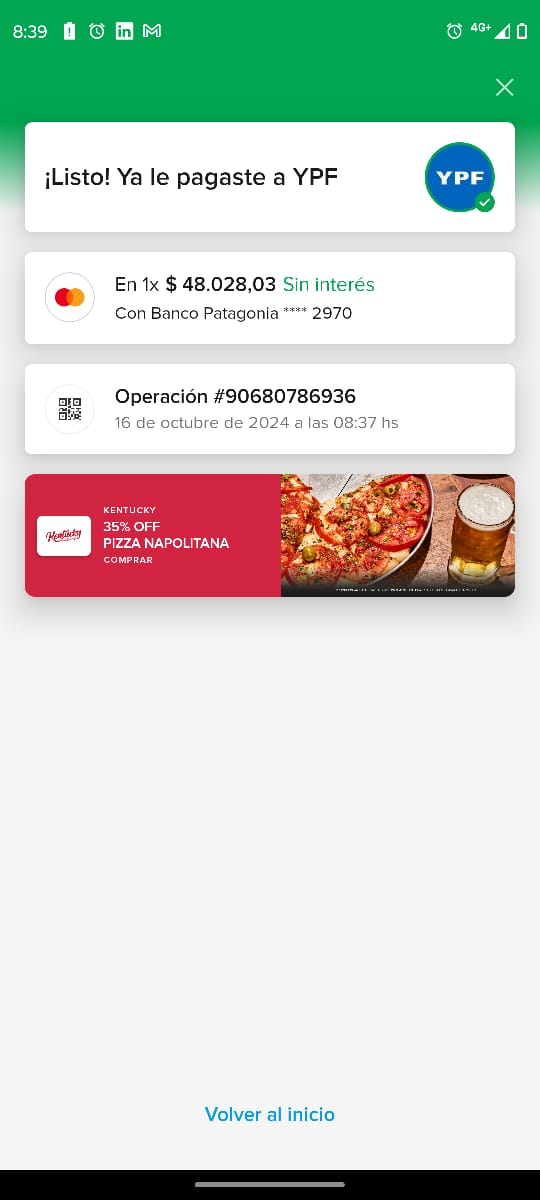 8:39
4G+
¡Listo! Ya le pagaste a YPF
YPF
En 1x $ 48.028,03 Sin interés
Con Banco Patagonia **** 2970
Operación #90680786936
16 de octubre de 2024 a las 08:37 hs
KENTUCKY
Kentucky
35% OFF
PIZZA NAPOLITANA
COMPRAR
Volver al inicio